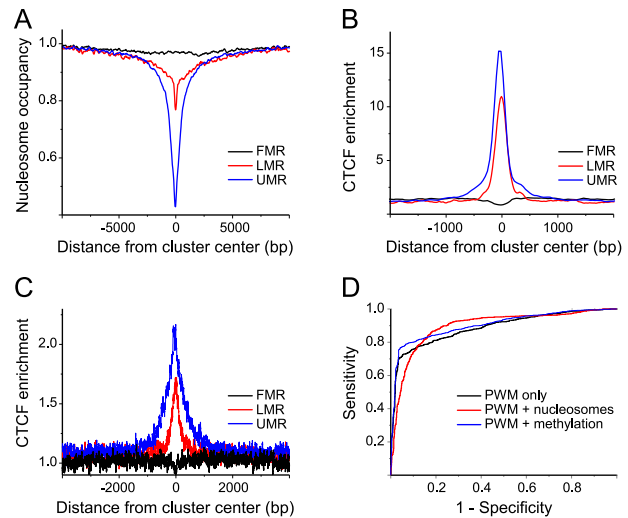 A
Nucleosome occupancy
1.0
0.8
0.6
FMR
LMR
UMR
-5000
0
5000
Distance from cluster center (bp)
B
CTCF enrichment
15
10
5
FMR
LMR
UMR
-1000
0
1000
Distance from cluster center (bp)
C
CTCF enrichment
2.0
1.5
1.0
FMR
LMR
UMR
-2000
0
2000
4000
Distance from cluster center (bp)
D
Sensitivity
1.0
0.8
0.6
0.4
0.2
PWM only
PWM + nucleosomes
PWM + methylation
0.2
0.4
0.6
0.8
1.0
1 - Specificity